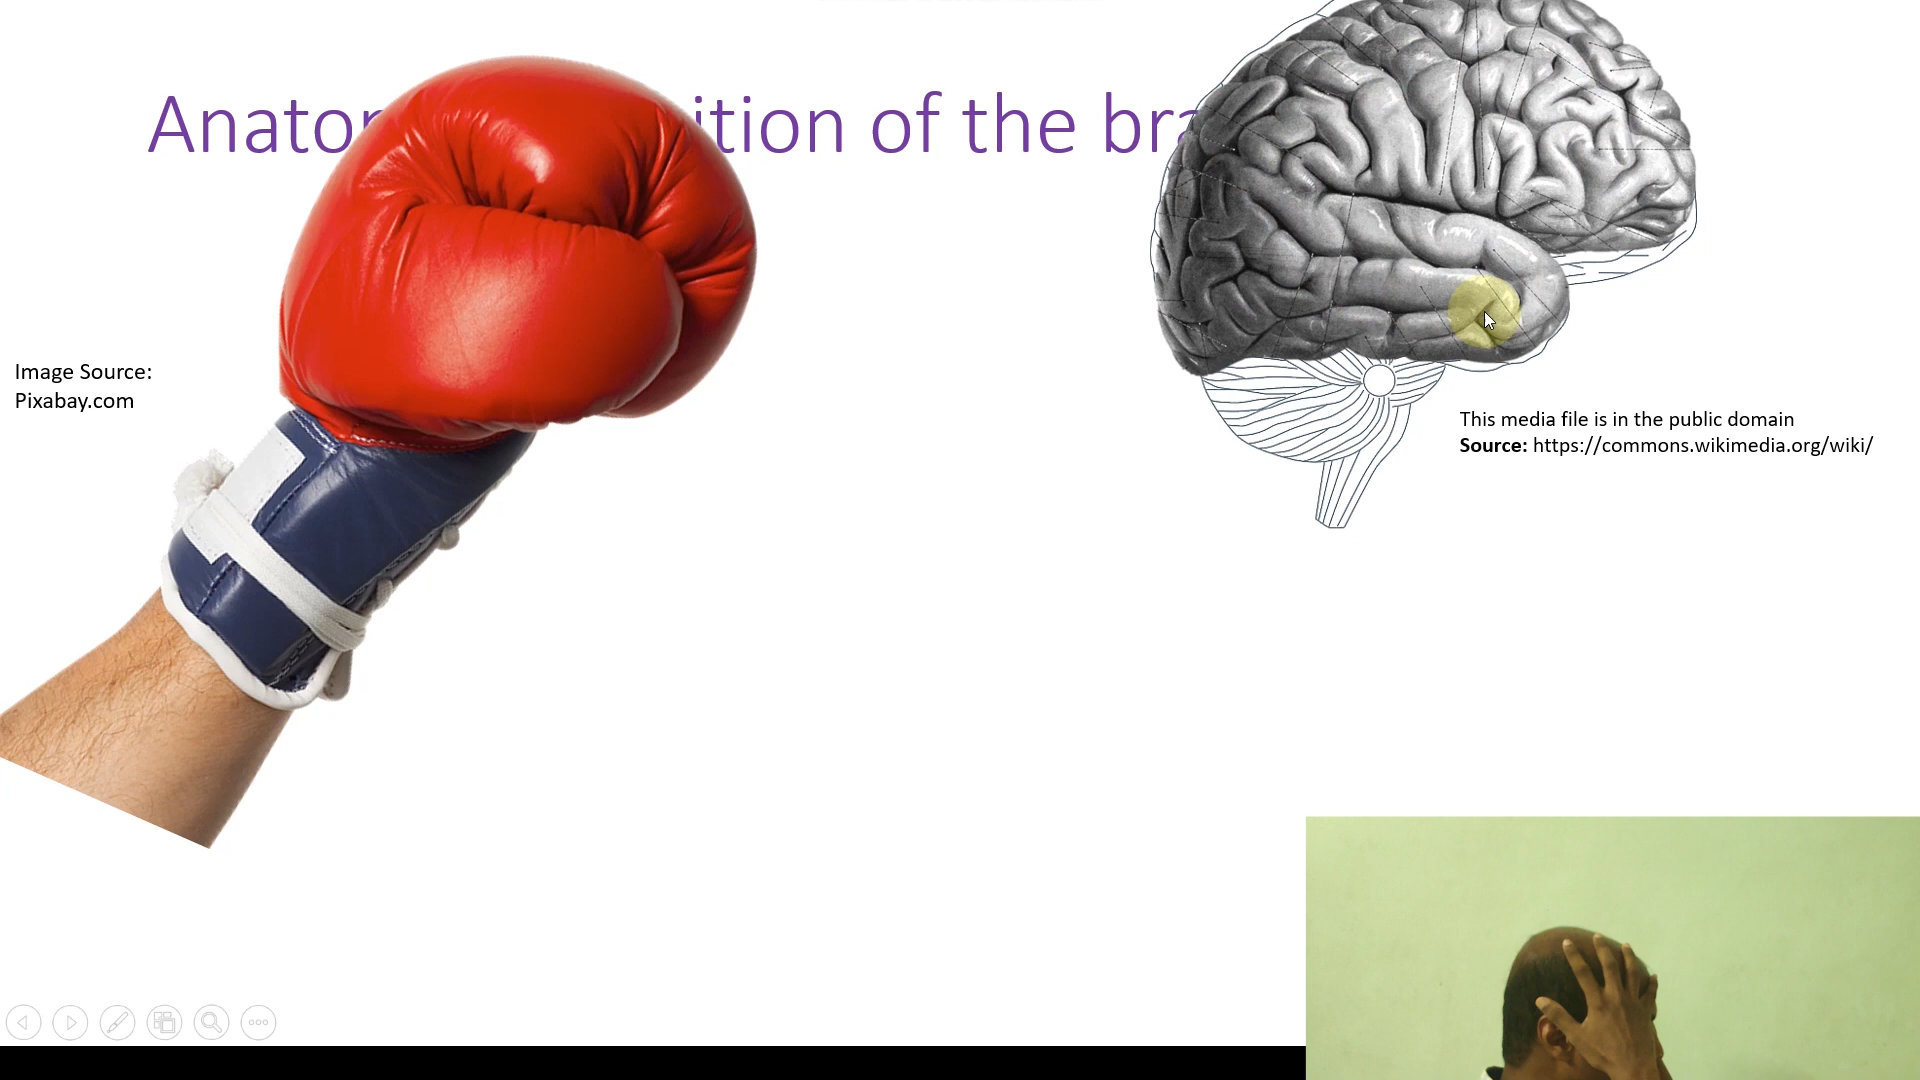 Anato ition of the bra
Image Source:
Pixabay.com
This media file is in the public domain
Source: https://commons.wikimedia.org/wiki/